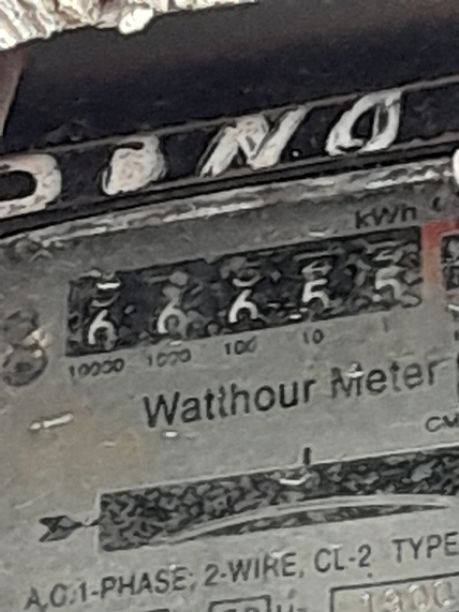 kWh
6 6 6 5 5
10000 1000 100 10 1
Watthour Meter
A.C.1-PHASE, 2-WIRE, CL-2 TYPE